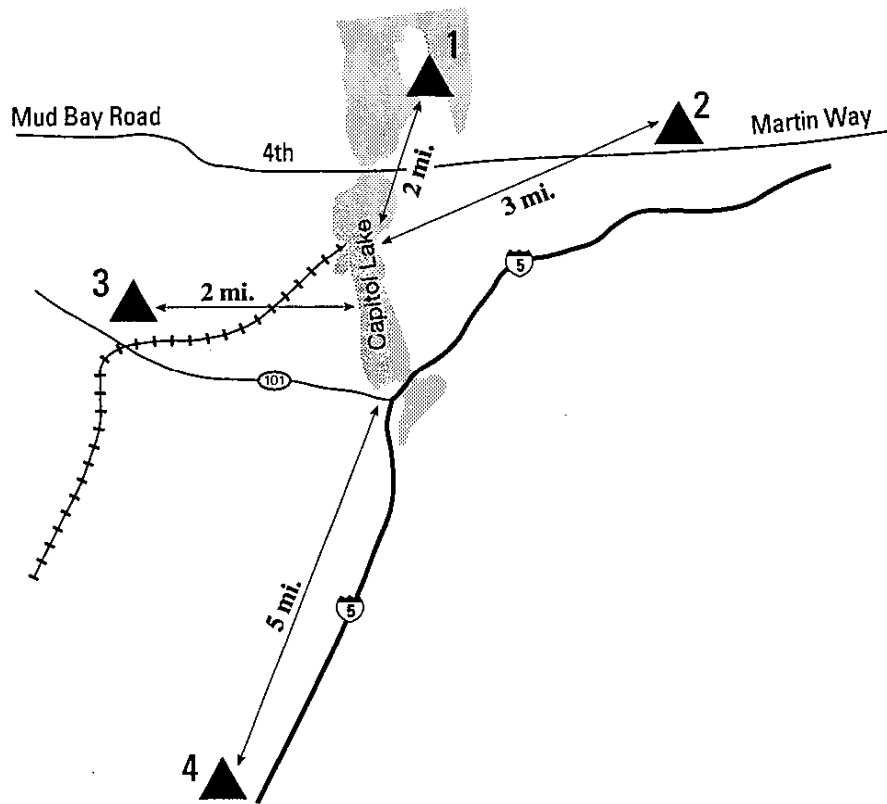 1
2
Mud Bay Road
Martin Way
4th
2 mi.
3 mi.
5
Capitol Lake
3
2 mi.
101
5 mi.
5
4